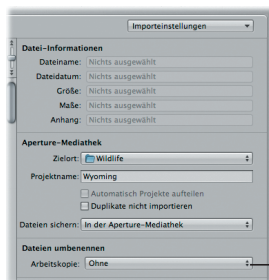 Importeinstellungen
Datei-Informationen
Dateiname: Nichts ausgewählt
Dateidatum: Nichts ausgewählt
Größe: Nichts ausgewählt
Maße: Nichts ausgewählt
Anhang: Nichts ausgewählt
Aperture-Mediathek
Zielort: Wildlife
Projektname: Wyoming
Automatisch Projekte aufteilen
Duplikate nicht importieren
Dateien sichern: In der Aperture-Mediathek
Dateien umbenennen
Arbeitskopie: Ohne